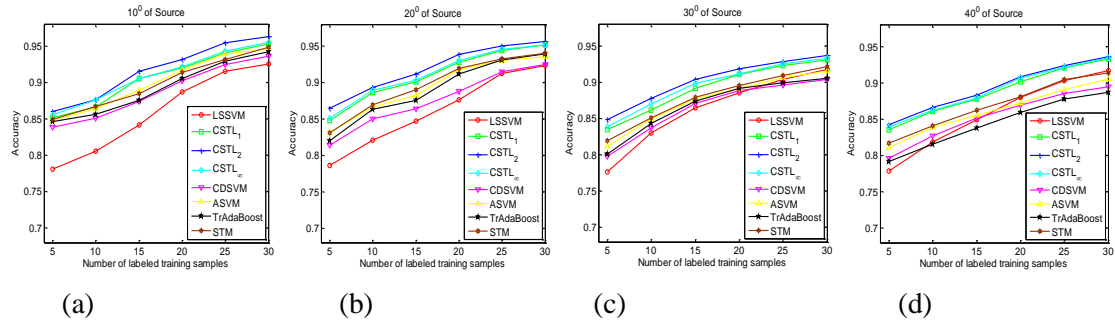 10⁰ of Source
Accuracy
0.95
0.9
0.85
0.8
0.75
0.7
5 10 15 20 25 30
Number of labeled training samples
LSSVM
CSTL₁
CSTL₂
CSTL∞
CDSVM
ASVM
TrAdaBoost
STM
(a)
20⁰ of Source
Accuracy
0.95
0.9
0.85
0.8
0.75
0.7
5 10 15 20 25 30
Number of labeled training samples
LSSVM
CSTL₁
CSTL₂
CSTL∞
CDSVM
ASVM
TrAdaBoost
STM
(b)
30⁰ of Source
Accuracy
0.95
0.9
0.85
0.8
0.75
0.7
5 10 15 20 25 30
Number of labeled training samples
LSSVM
CSTL₁
CSTL₂
CSTL∞
CDSVM
ASVM
TrAdaBoost
STM
(c)
40⁰ of Source
Accuracy
0.95
0.9
0.85
0.8
0.75
0.7
5 10 15 20 25 30
Number of labeled training samples
LSSVM
CSTL₁
CSTL₂
CSTL∞
CDSVM
ASVM
TrAdaBoost
STM
(d)